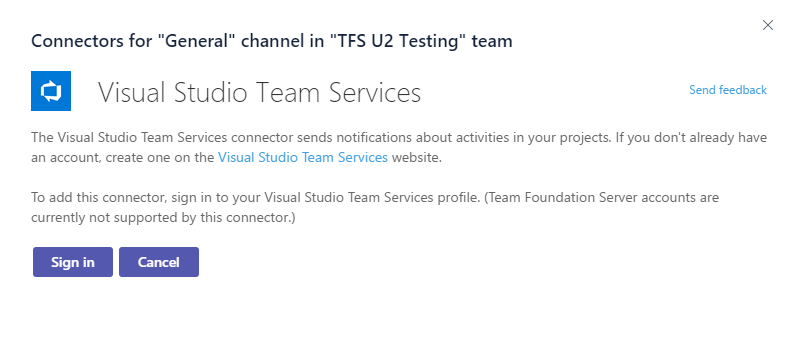 Connectors for "General" channel in "TFS U2 Testing" team
Visual Studio Team Services
Send feedback
The Visual Studio Team Services connector sends notifications about activities in your projects. If you don't already have
an account, create one on the Visual Studio Team Services website.
To add this connector, sign in to your Visual Studio Team Services profile. (Team Foundation Server accounts are
currently not supported by this connector.)
Sign in
Cancel